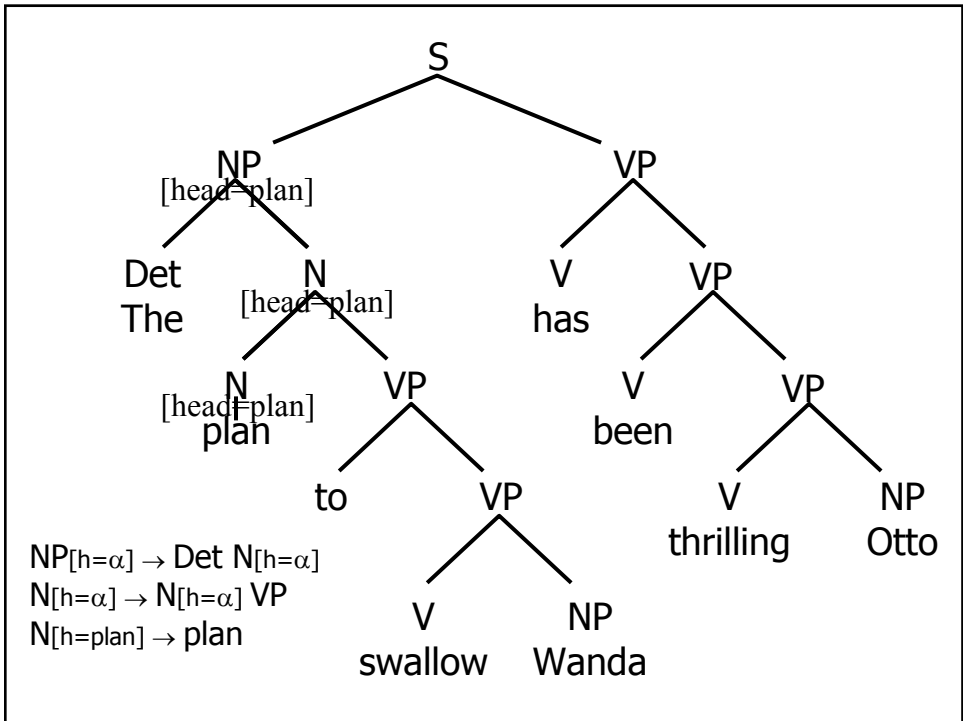 S
NP VP
[head=plan]
Det N V VP
The [head=plan] has
N VP V VP
[head=plan]
plan been
to VP V NP
thrilling Otto
NP[h=α] → Det N[h=α]
N[h=α] → N[h=α] VP
N[h=plan] → plan
V NP
swallow Wanda